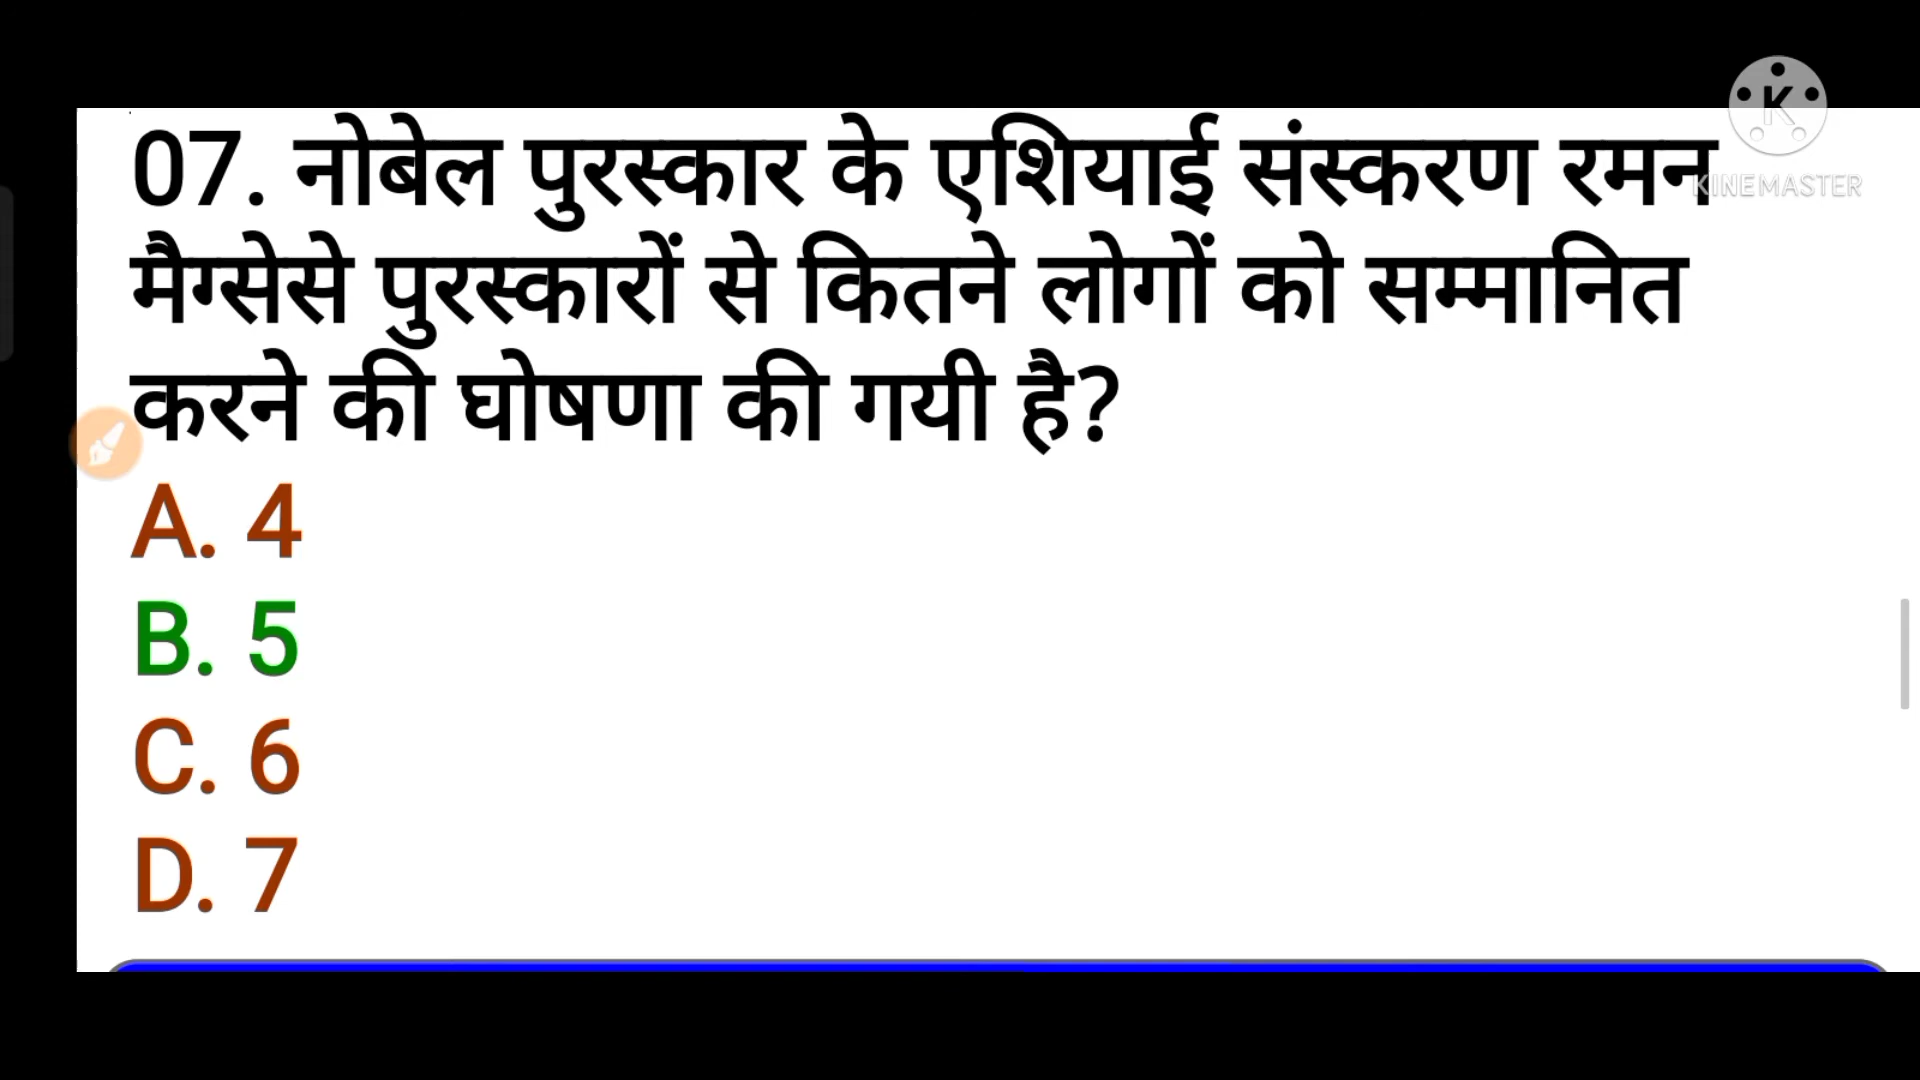 07. नोबेल पुरस्कार के एशियाई संस्करण रमन
मैग्सेसे पुरस्कारों से कितने लोगों को सम्मानित
करने की घोषणा की गयी है?
A. 4
B. 5
C. 6
D. 7
K
KINEMASTER